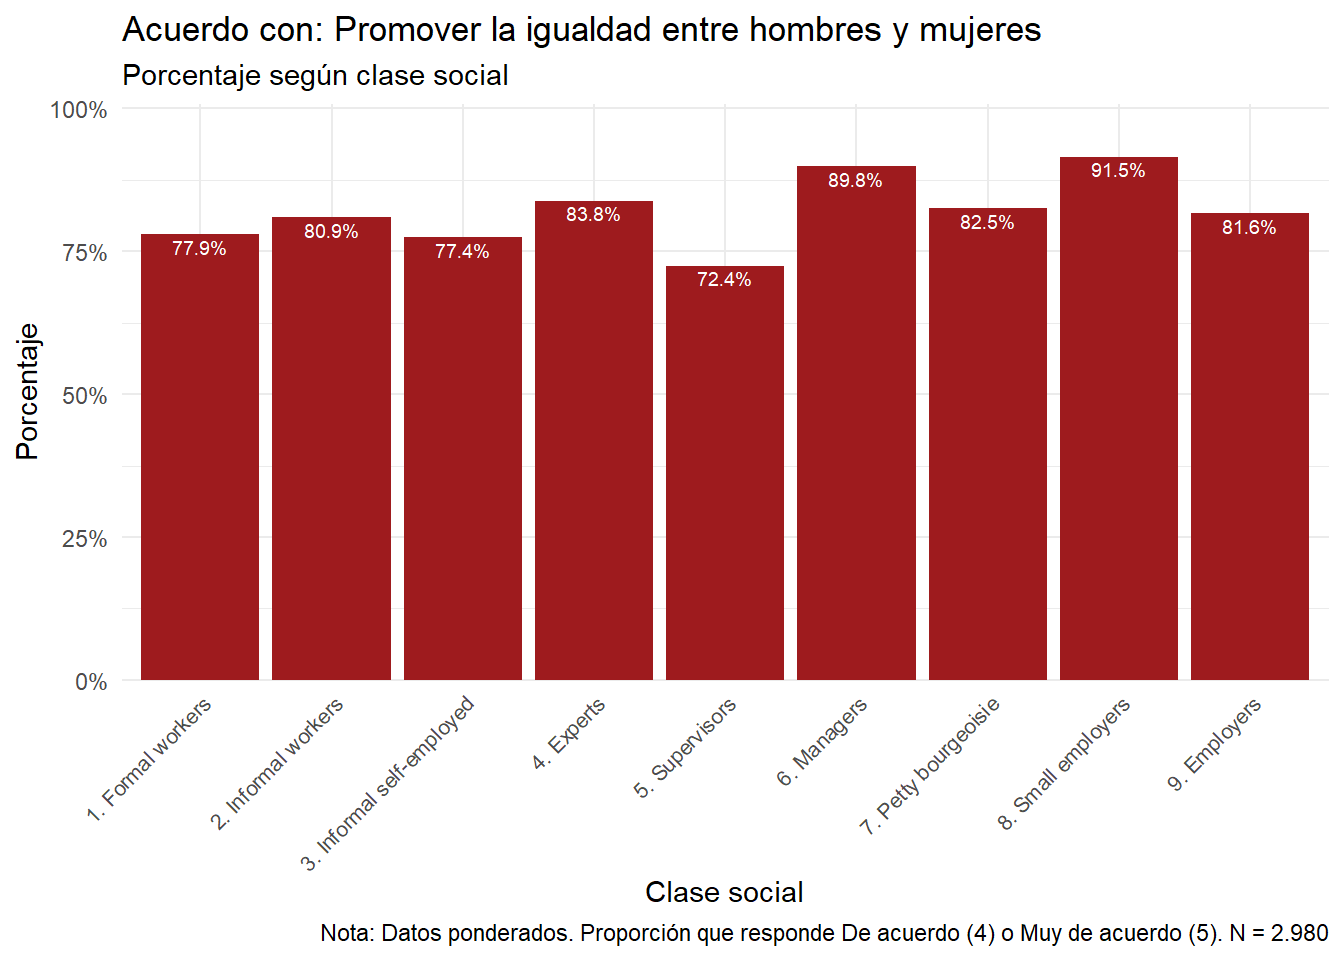 Acuerdo con: Promover la igualdad entre hombres y mujeres
Porcentaje según clase social
Porcentaje
100%
75%
50%
25%
0%
77.9%
80.9%
77.4%
83.8%
72.4%
89.8%
82.5%
91.5%
81.6%
1. Formal workers
2. Informal workers
3. Informal self-employed
4. Experts
5. Supervisors
6. Managers
7. Petty bourgeoisie
8. Small employers
9. Employers
Clase social
Nota: Datos ponderados. Proporción que responde De acuerdo (4) o Muy de acuerdo (5). N = 2.980